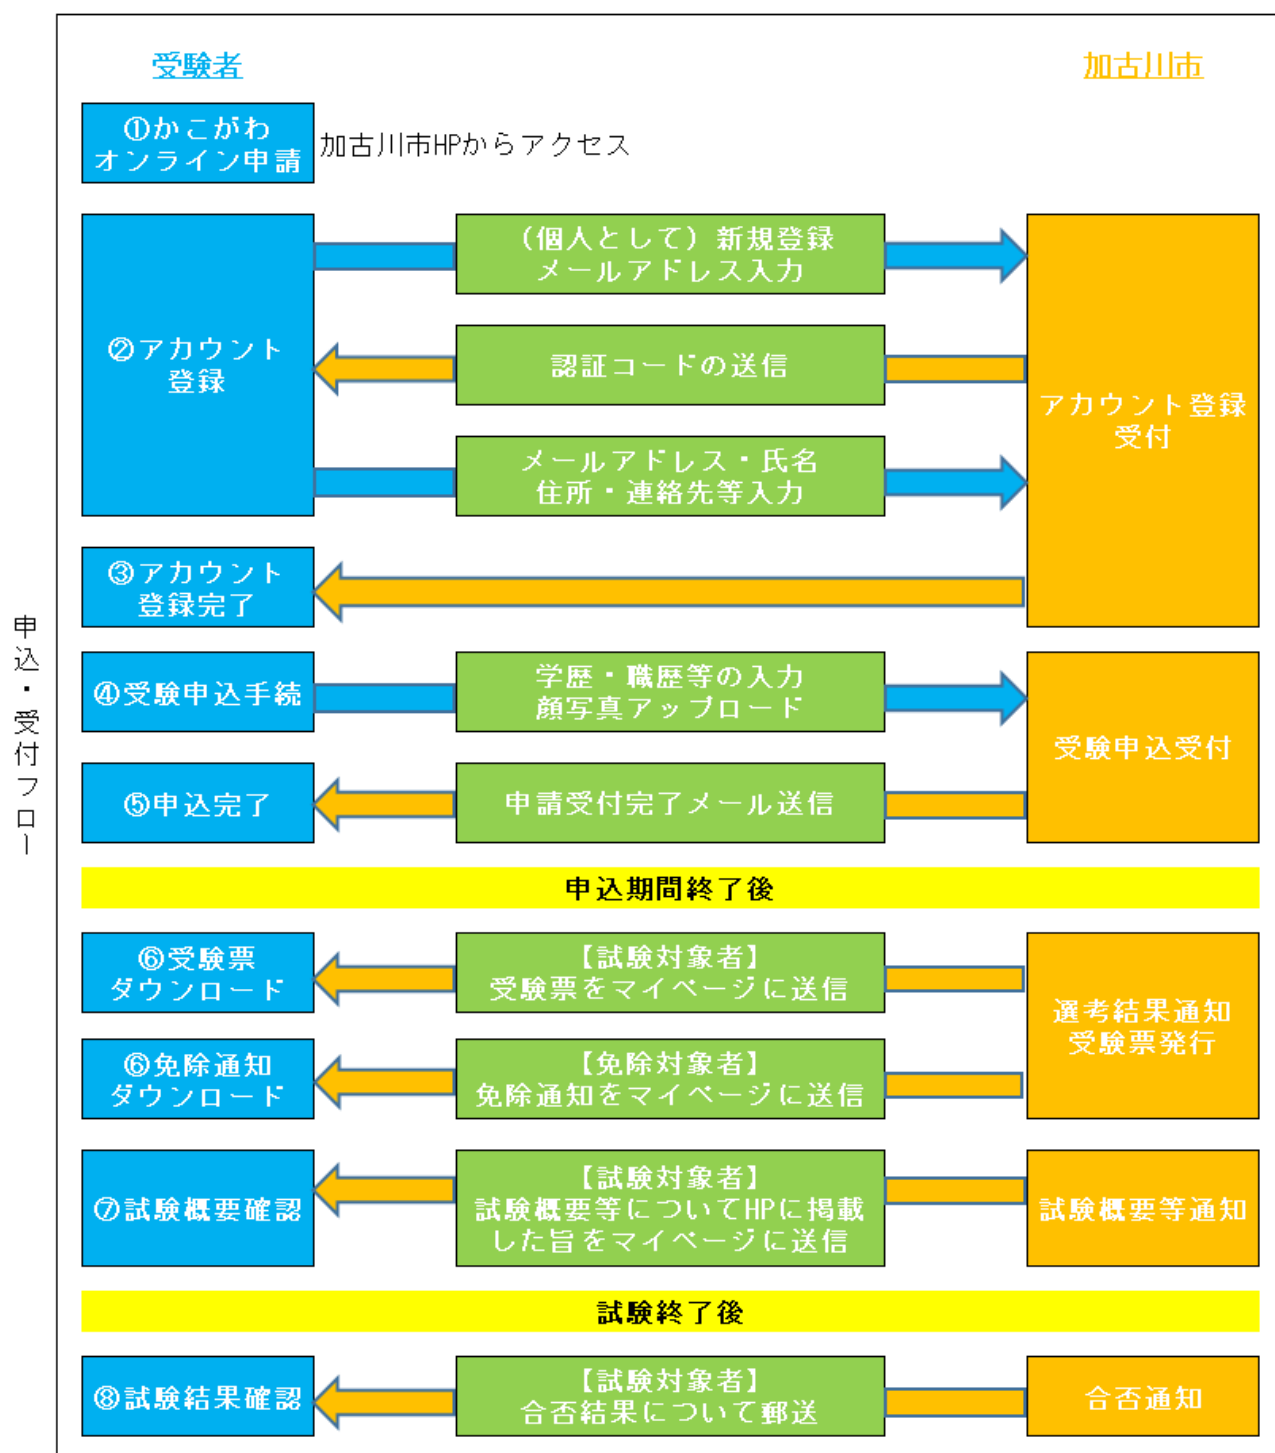 受験者
加古川市
①かこがわ
オンライン申請
加古川市HPからアクセス
②アカウント
登録
(個人として)新規登録
メールアドレス入力
認証コードの送信
メールアドレス・氏名
住所・連絡先等入力
アカウント登録
受付
③アカウント
登録完了
④受験申込手続
学歴・職歴等の入力
顔写真アップロード
受験申込受付
⑤申込完了
申請受付完了メール送信
申込・受付フロー
申込期間終了後
⑥受験票
ダウンロード
【試験対象者】
受験票をマイページに送信
選考結果通知
受験票発行
⑥免除通知
ダウンロード
【免除対象者】
免除通知をマイページに送信
⑦試験概要確認
【試験対象者】
試験概要等についてHPに掲載
した旨をマイページに送信
試験概要等通知
試験終了後
⑧試験結果確認
【試験対象者】
合否結果について郵送
合否通知